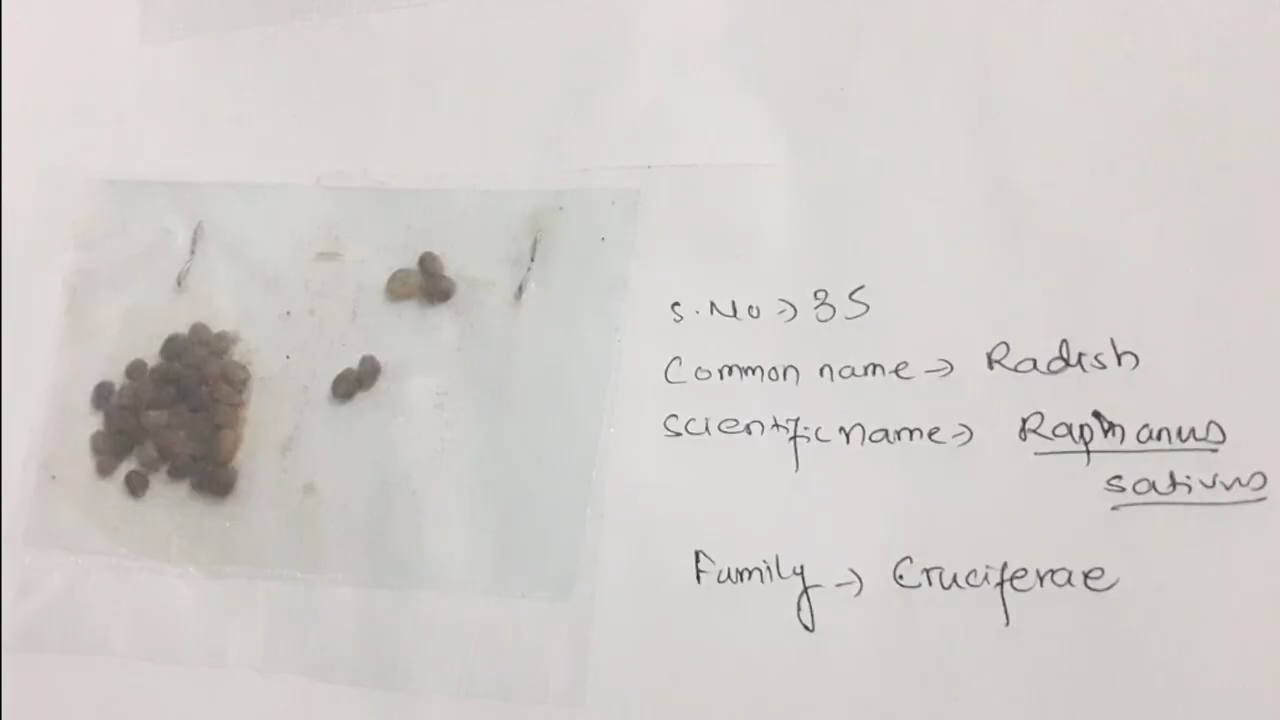 S.No → 35
Common name → Radish
Scientific name → Raphanus
sativus
Family → Cruciferae